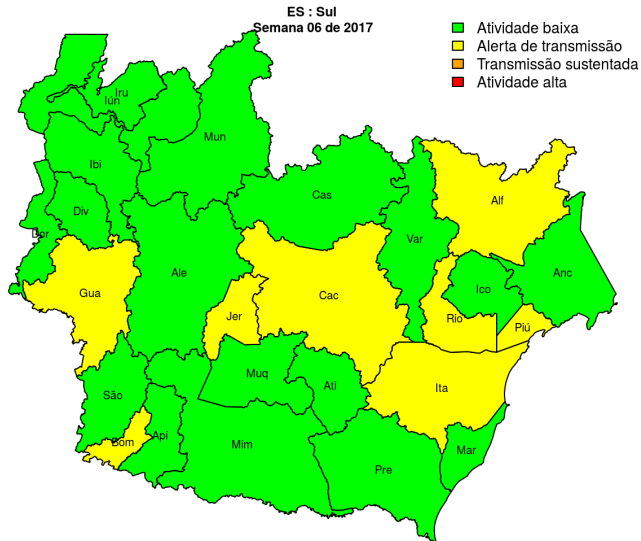 ES : Sul
Semana 06 de 2017
Atividade baixa
Alerta de transmissão
Transmissão sustentada
Atividade alta
Iru
Iún
Mun
Ibi
Cas
Alf
Div
Dor
Var
Ale
Anc
Gua
Cac
Ico
Jer
Rio
Piú
Muq
Ati
Ita
São
Bom
Api
Mim
Mar
Pre